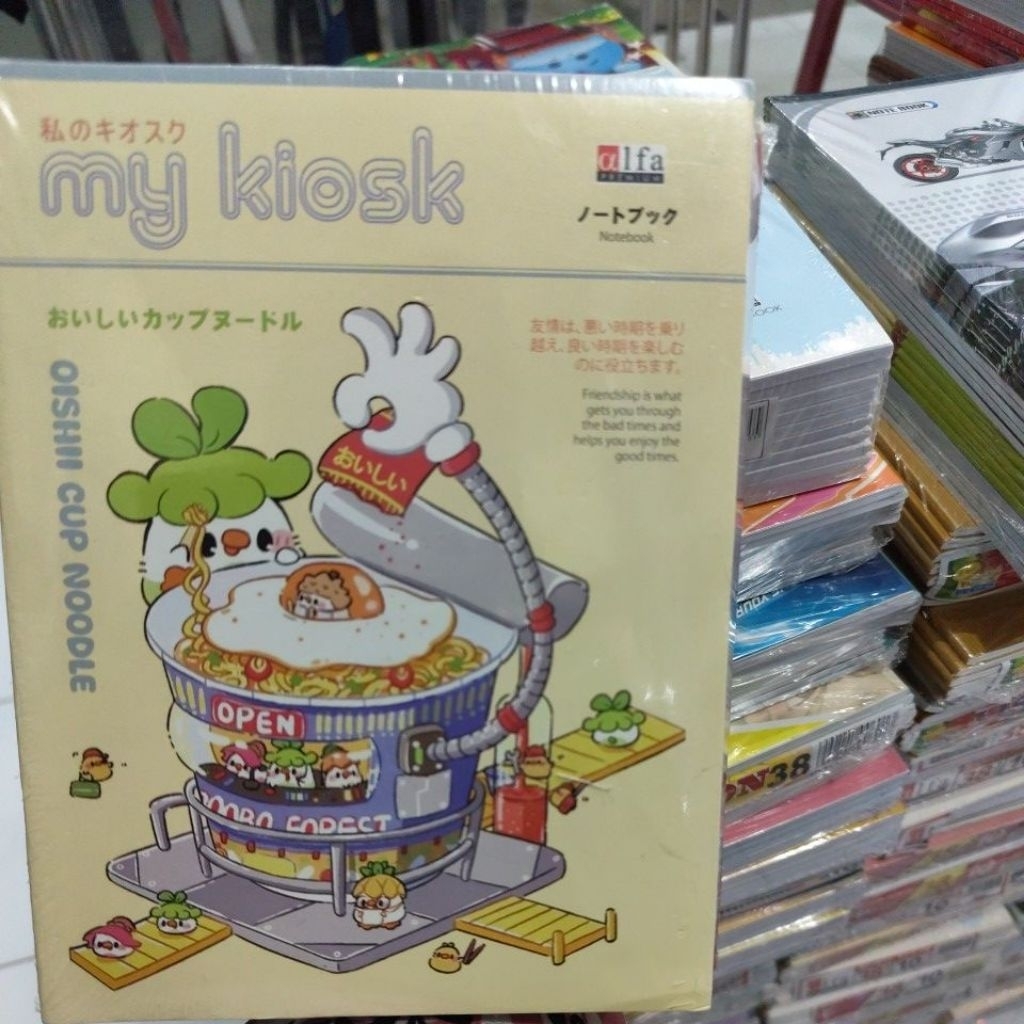 私のキオスク
my kiosk
αlfa
PREMIUM
ノートブック
Notebook
おいしいカップヌードル
OISHII CUP NOODLE
友情は、悪い時期を乗り
越え、良い時期を楽しむ
のに役立ちます。
Friendship is what
gets you through
the bad times and
helps you enjoy the
good times.
おいしい
OPEN
NOTE BOOK
38